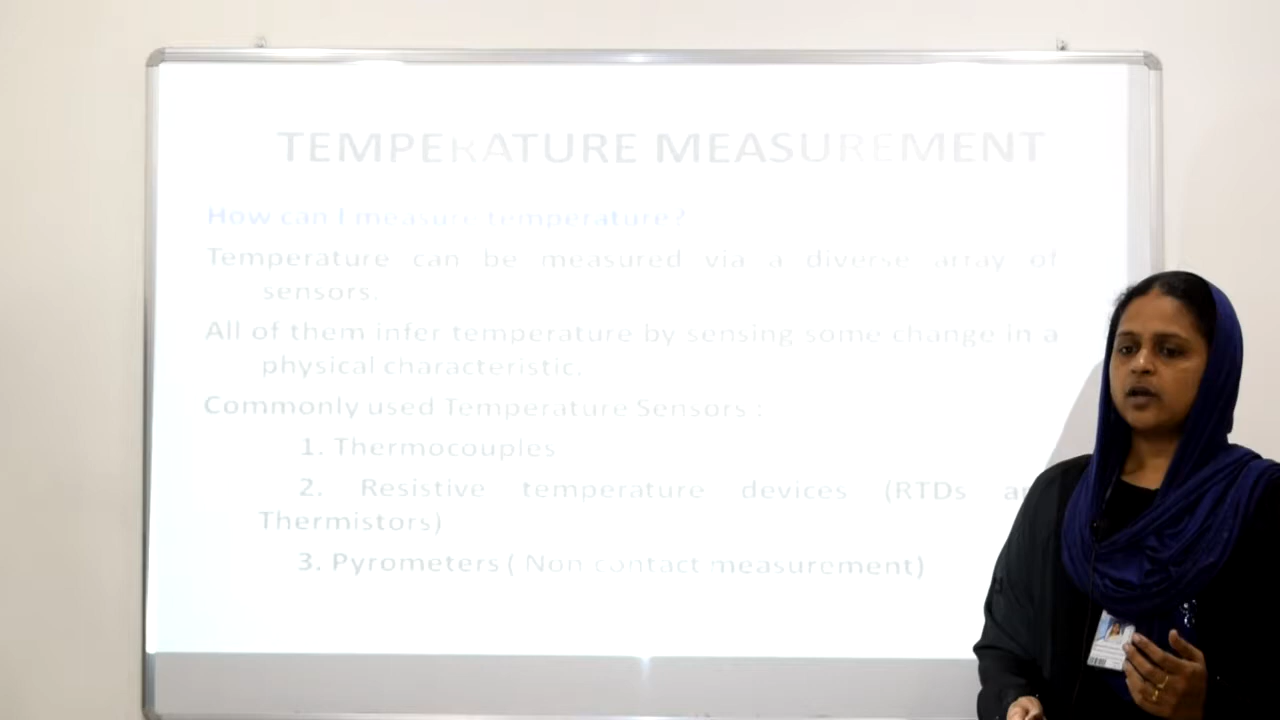 TEMPERATURE MEASUREMENT
How can I measure temperature?
Temperature can be measured via a diverse array of
sensors.
All of them infer temperature by sensing some change in a
physical characteristic.
Commonly used Temperature Sensors :
1. Thermocouples
2. Resistive temperature devices (RTDs
Thermistors)
3. Pyrometers ( Non contact measurement)